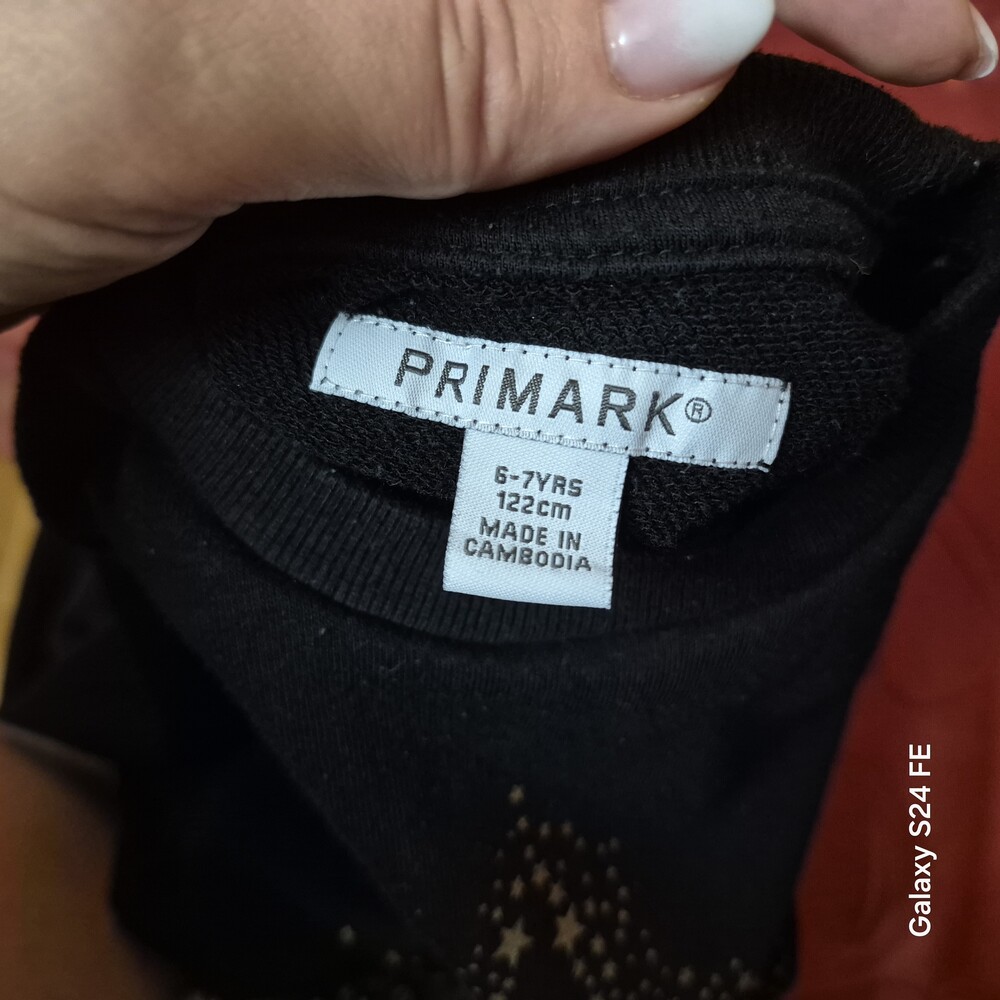 PRIMARK®
6-7YRS
122cm
MADE IN
CAMBODIA
Galaxy S24 FE